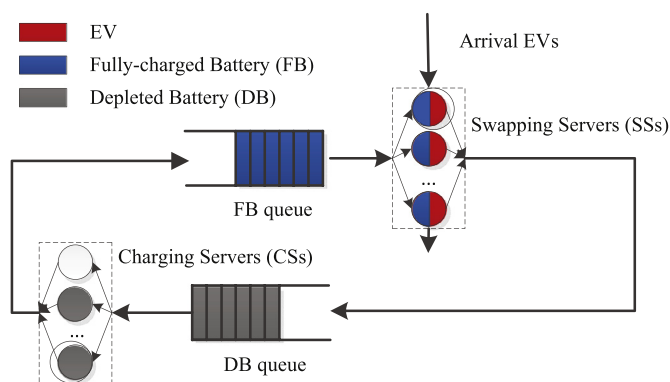 EV
Arrival EVs
Fully-charged Battery (FB)
Depleted Battery (DB)
Swapping Servers (SSs)
...
FB queue
Charging Servers (CSs)
...
DB queue